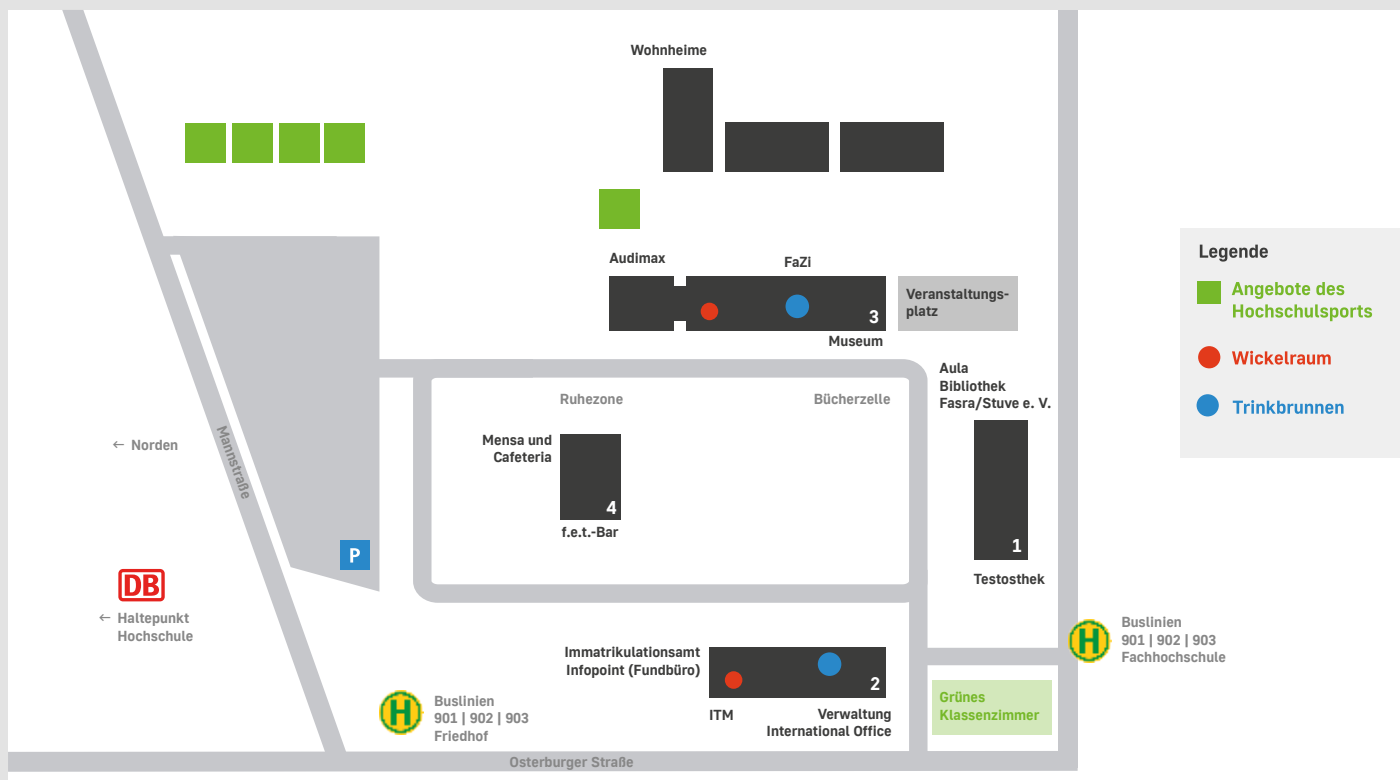 Wohnheime
Audimax
FaZi
3
Museum
Veranstaltungs-
platz
Legende
Angebote des
Hochschulsports
Wickelraum
Trinkbrunnen
Aula
Bibliothek
Fasra/Stuve e. V.
1
Testosthek
Ruhezone
Bücherzelle
Mensa und
Cafeteria
4
f.e.t.-Bar
← Norden
Mannstraße
P
DB
← Haltepunkt
Hochschule
H
Buslinien
901 | 902 | 903
Fachhochschule
Immatrikulationsamt
Infopoint (Fundbüro)
2
ITM
Verwaltung
International Office
Grünes
Klassenzimmer
H
Buslinien
901 | 902 | 903
Friedhof
Osterburger Straße